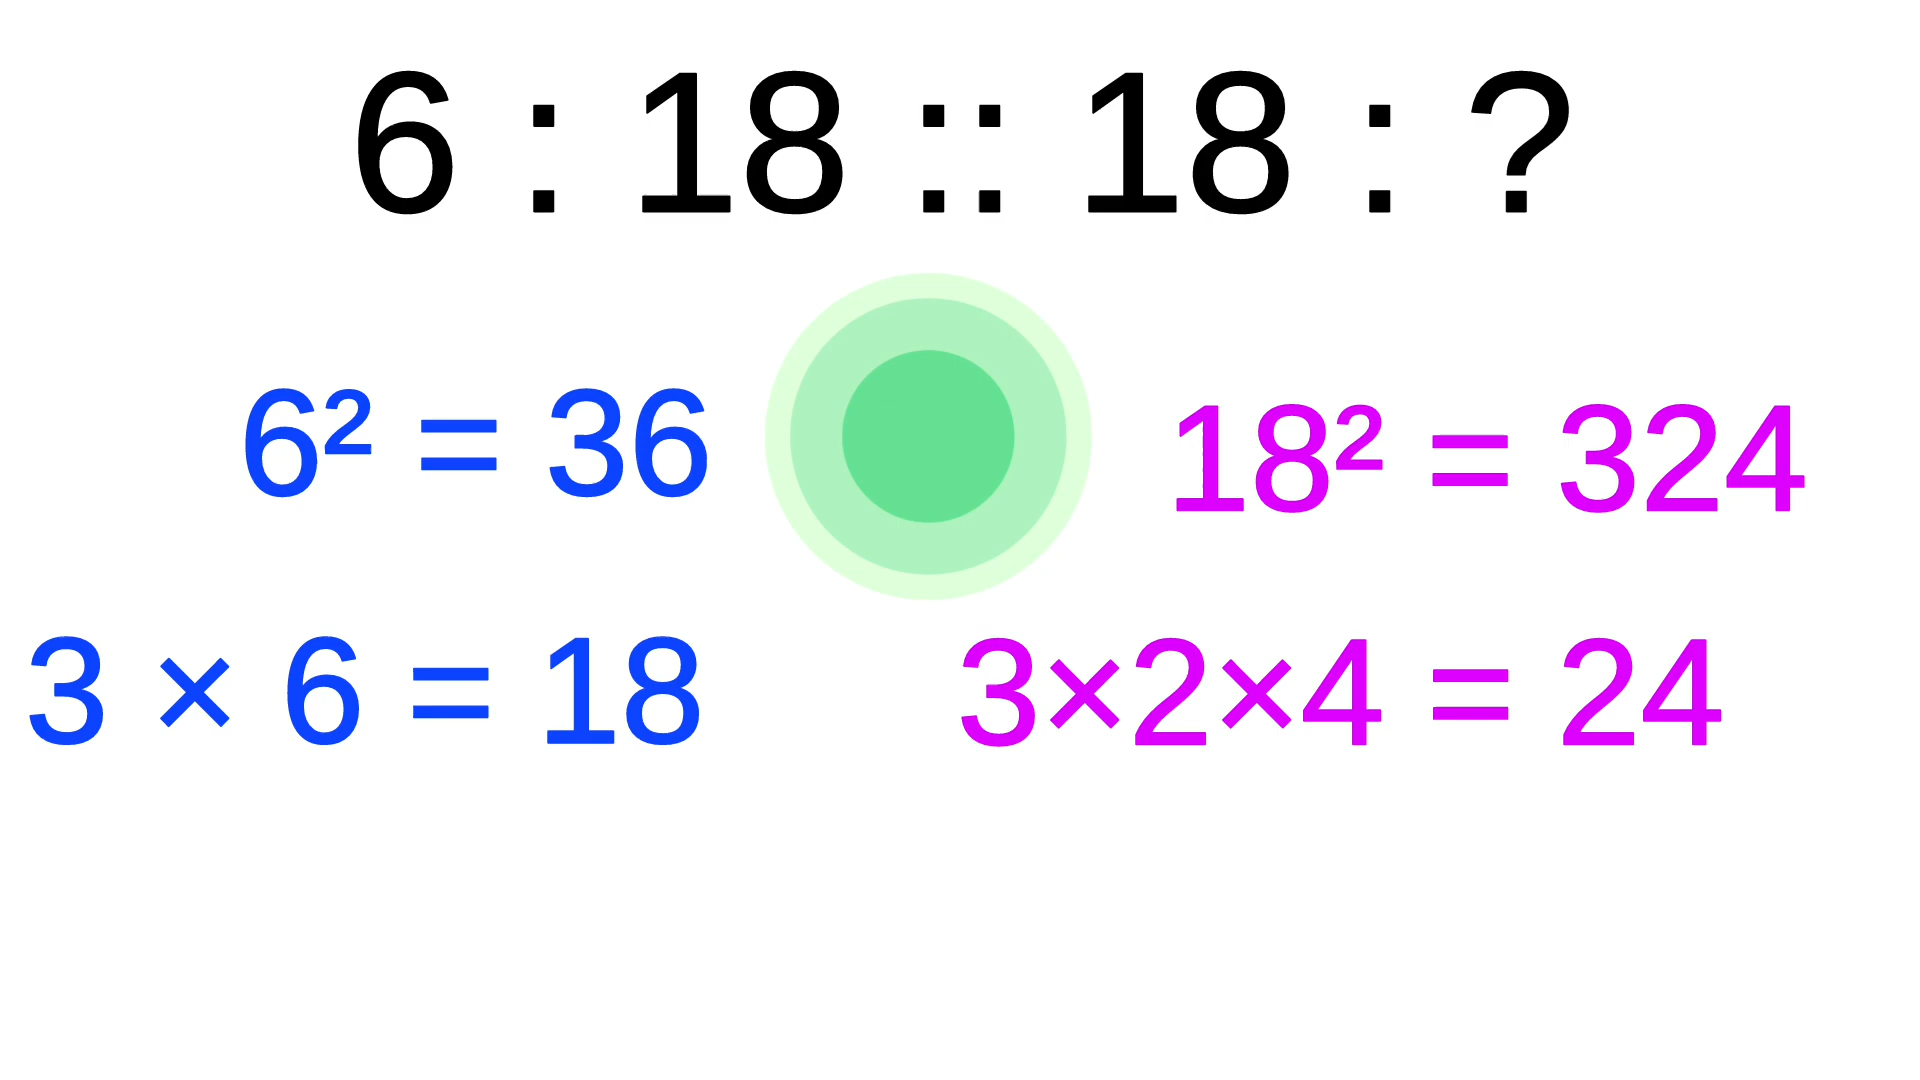 6 : 18 :: 18 : ?
6² = 36
18² = 324
3 × 6 = 18
3×2×4 = 24